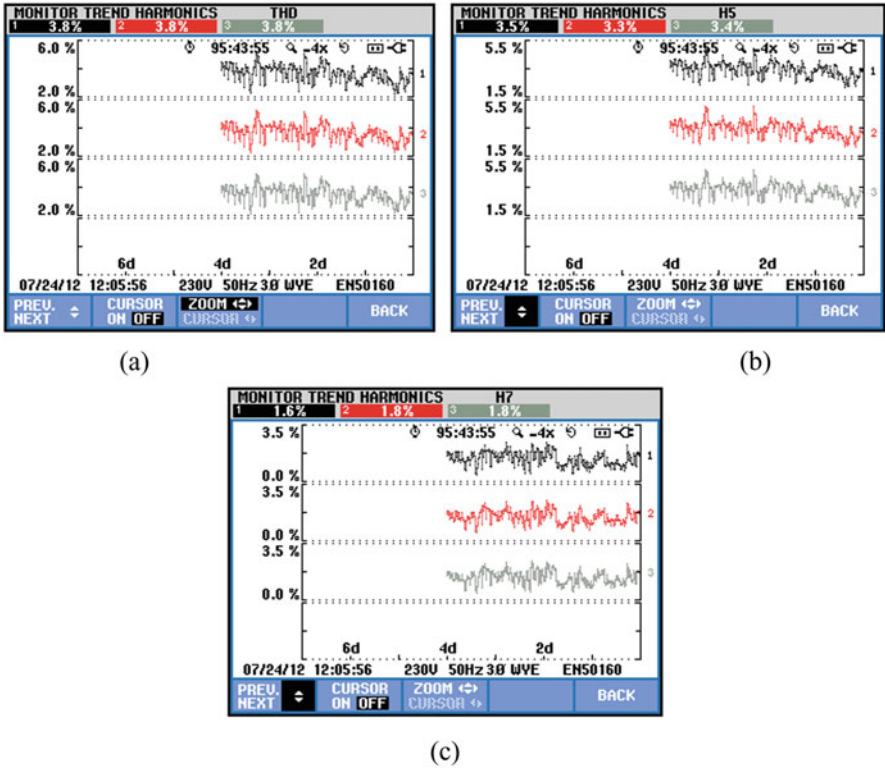 MONITOR TREND HARMONICS THD
1 3.8% 2 3.8% 3 3.8%
95:43:55 -4x
6.0 %
2.0 %
1
6.0 %
2.0 %
2
6.0 %
2.0 %
3
6d 4d 2d
07/24/12 12:05:56 230V 50Hz 3Ø WYE EN50160
PREV. NEXT
CURSOR ON OFF
ZOOM
CURSOR
BACK
(a)
MONITOR TREND HARMONICS H5
1 3.5% 2 3.3% 3 3.4%
95:43:55 -4x
5.5 %
1.5 %
1
5.5 %
1.5 %
2
5.5 %
1.5 %
3
6d 4d 2d
07/24/12 12:05:56 230V 50Hz 3Ø WYE EN50160
PREV. NEXT
CURSOR ON OFF
ZOOM
CURSOR
BACK
(b)
MONITOR TREND HARMONICS H7
1 1.6% 2 1.8% 3 1.8%
95:43:55 -4x
3.5 %
0.0 %
1
3.5 %
0.0 %
2
3.5 %
0.0 %
3
6d 4d 2d
07/24/12 12:05:56 230V 50Hz 3Ø WYE EN50160
PREV. NEXT
CURSOR ON OFF
ZOOM
CURSOR
BACK
(c)